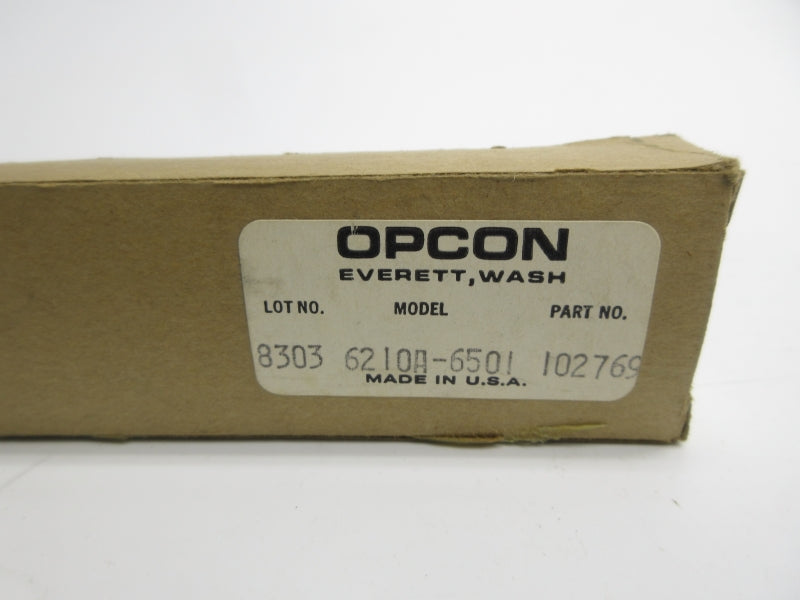 OPCON
EVERETT, WASH
LOT NO. MODEL PART NO.
8303 6210A-6501 102769
MADE IN U.S.A.